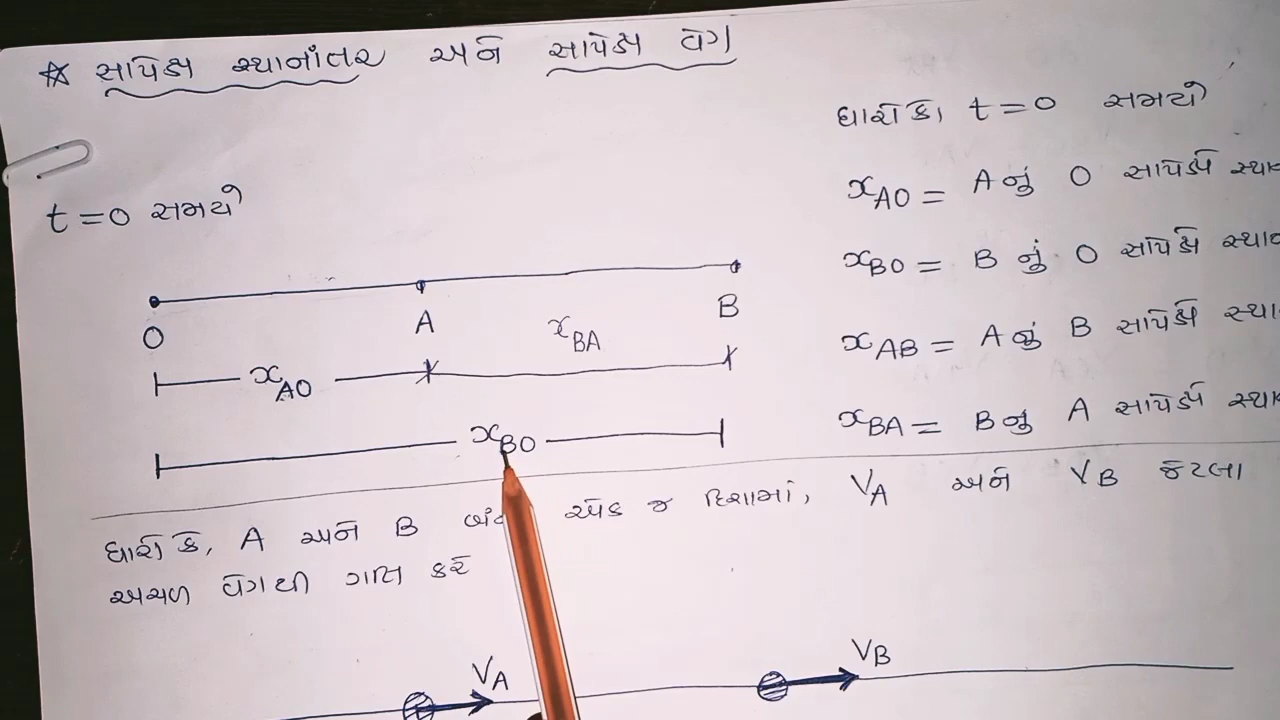 ☆ સાપેક્ષ સ્થાનાંતર અને સાપેક્ષ વેગ
t = 0 સમયે
O A B
x_BA
x_AO
x_BO
ધારો કે, t = 0 સમયે
x_AO = A નું O સાપેક્ષે
x_BO = B નું O સાપેક્ષે
x_AB = A નું B સાપેક્ષે
x_BA = B નું A સાપેક્ષે
ધારો કે, A અને B એક જ દિશામાં, V_A અને V_B કેટલા
અચળ વેગથી ગતિ કરે
V_A V_B